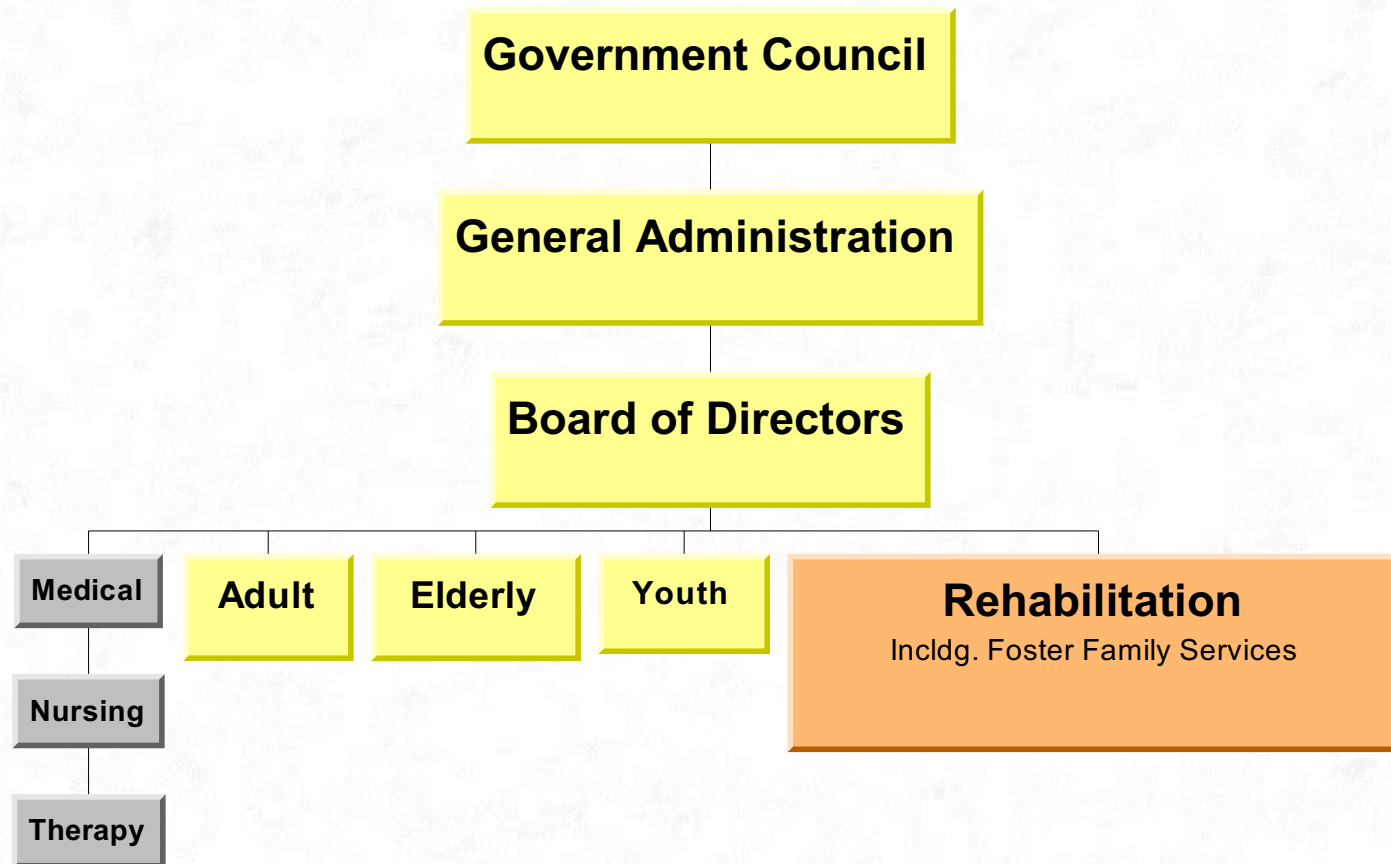 Government Council
General Administration
Board of Directors
Medical
Adult
Elderly
Youth
Rehabilitation
Incldg. Foster Family Services
Nursing
Therapy